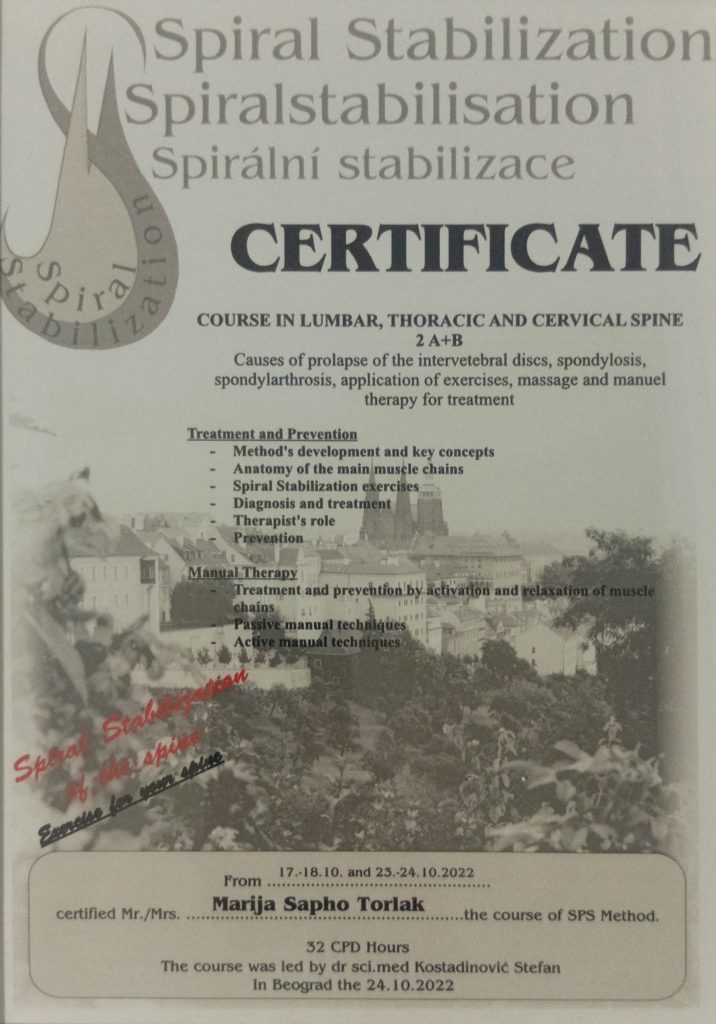 Spiral Stabilization
Spiralstabilisation
Spirální stabilizace
Spiral
Stabilization
CERTIFICATE
COURSE IN LUMBAR, THORACIC AND CERVICAL SPINE
2 A+B
Causes of prolapse of the intervetebral discs, spondylosis,
spondylarthrosis, application of exercises, massage and manuel
therapy for treatment
Treatment and Prevention
- Method's development and key concepts
- Anatomy of the main muscle chains
- Spiral Stabilization exercises
- Diagnosis and treatment
- Therapist's role
- Prevention
Manual Therapy
- Treatment and prevention by activation and relaxation of muscle
chains
- Passive manual techniques
- Active manual techniques
Spiral Stabilization
of the spine
Exercise for your spine
From 17.-18.10. and 23.-24.10.2022
certified Mr./Mrs. Marija Sapho Torlak the course of SPS Method.
32 CPD Hours
The course was led by dr sci.med Kostadinović Stefan
In Beograd the 24.10.2022